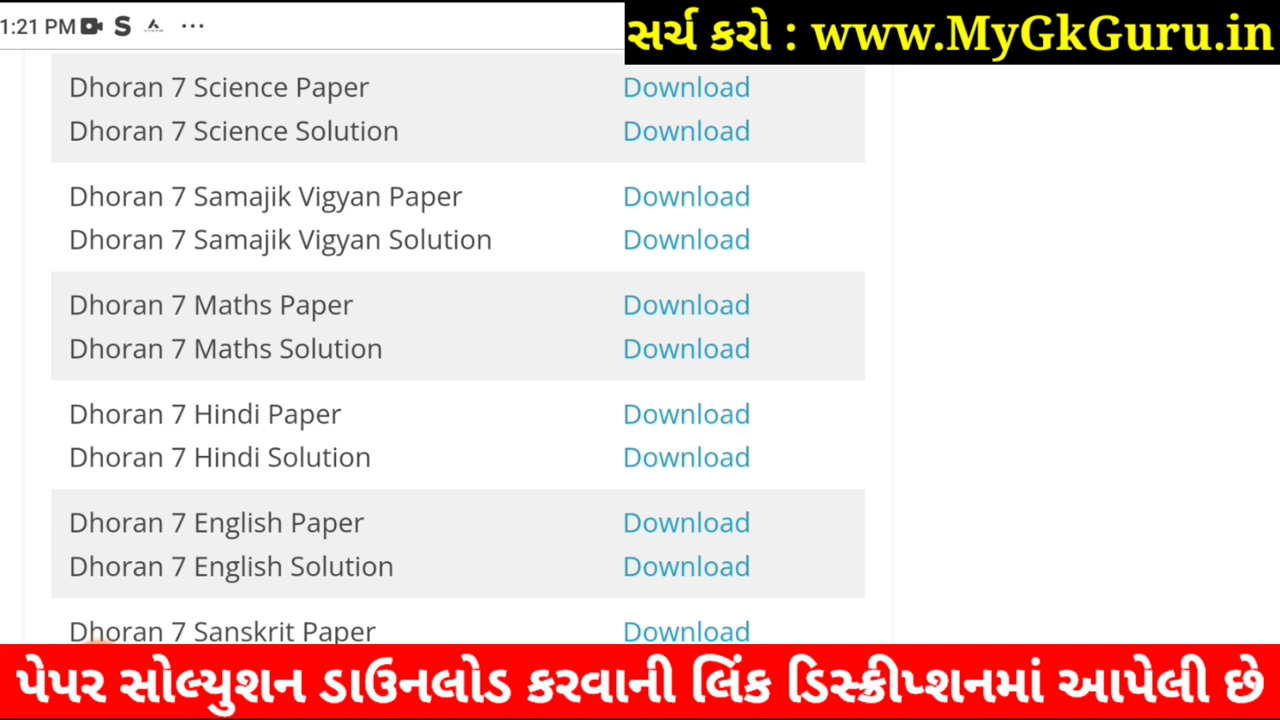 1:21 PM S ...
સર્ચ કરો : www.MyGkGuru.in
Dhoran 7 Science Paper Download
Dhoran 7 Science Solution Download
Dhoran 7 Samajik Vigyan Paper Download
Dhoran 7 Samajik Vigyan Solution Download
Dhoran 7 Maths Paper Download
Dhoran 7 Maths Solution Download
Dhoran 7 Hindi Paper Download
Dhoran 7 Hindi Solution Download
Dhoran 7 English Paper Download
Dhoran 7 English Solution Download
Dhoran 7 Sanskrit Paper Download
પેપર સોલ્યુશન ડાઉનલોડ કરવાની લિંક ડિસ્ક્રીપ્શનમાં આપેલી છે